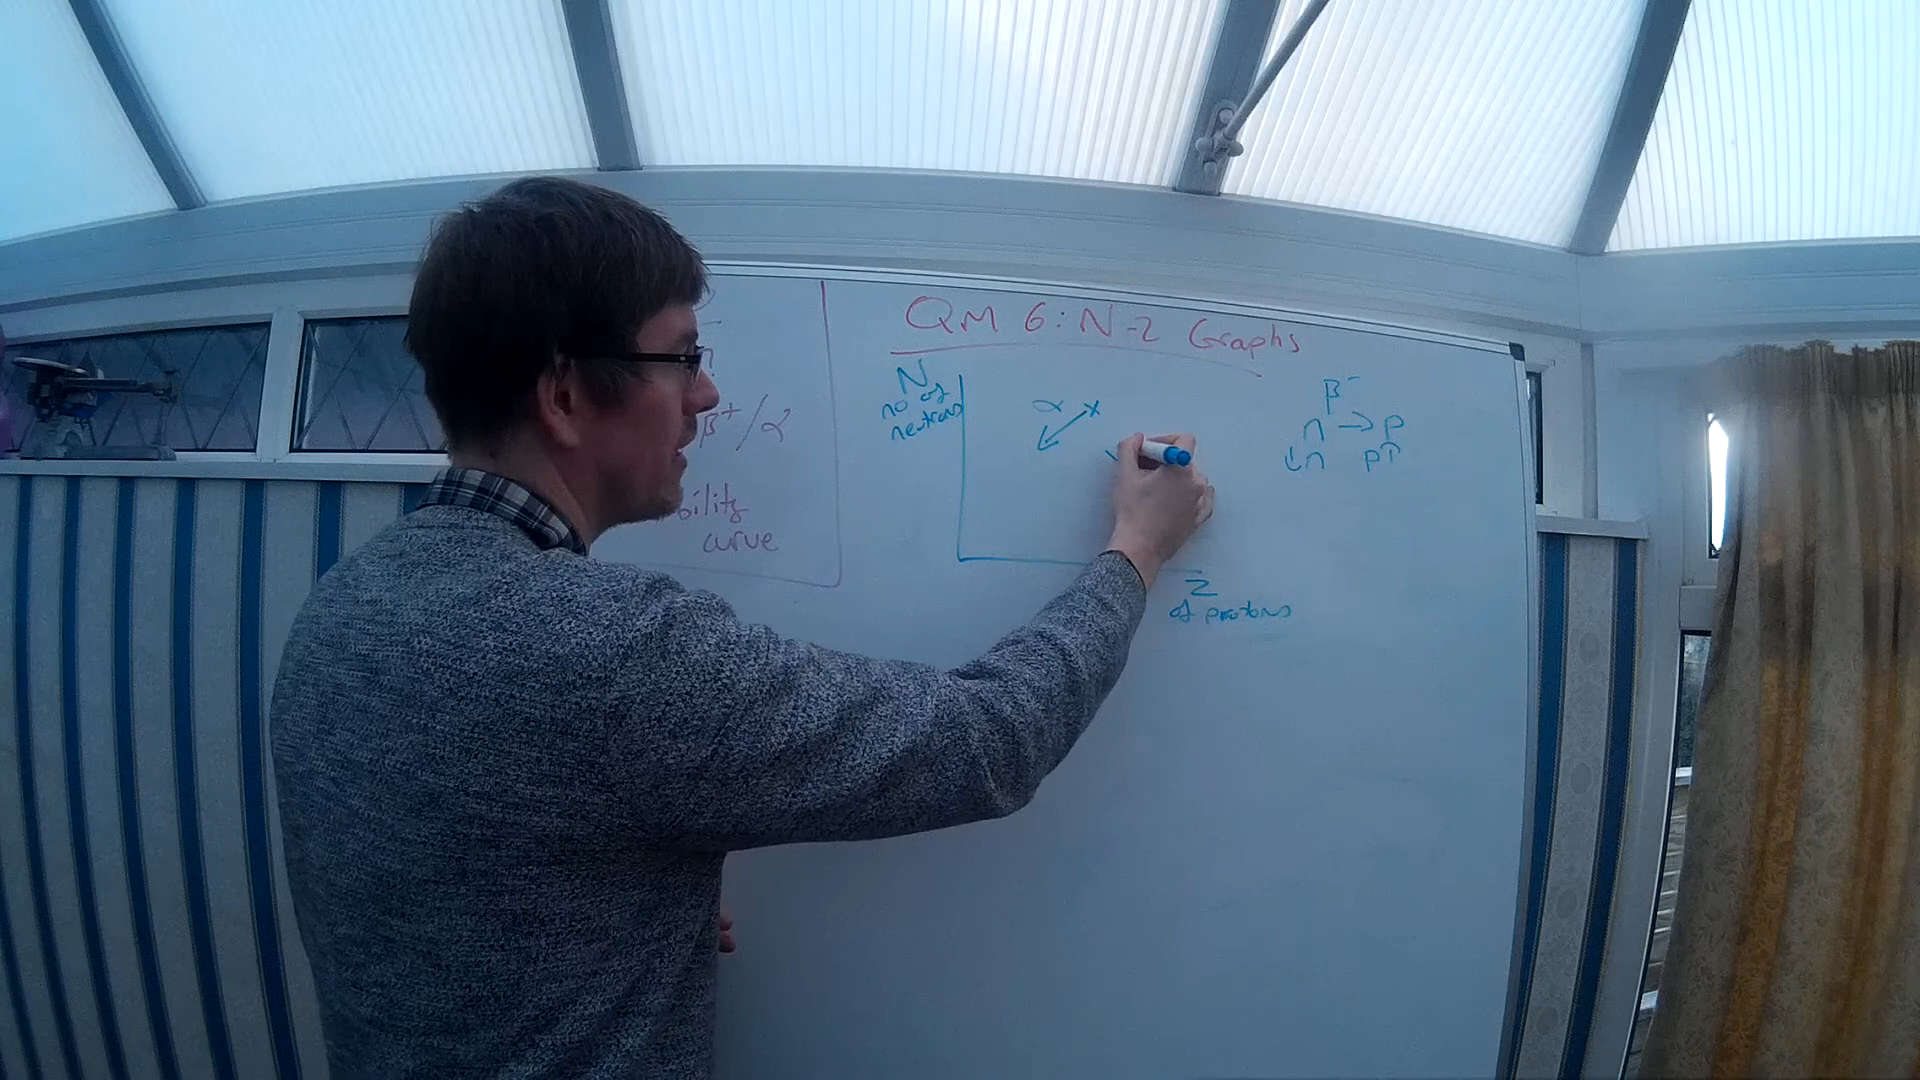 β+/α
bility
curve
QM 6: N-Z Graphs
N
no of
neutrons
α x
Z
of protons
β-
n → p
↓n p↑